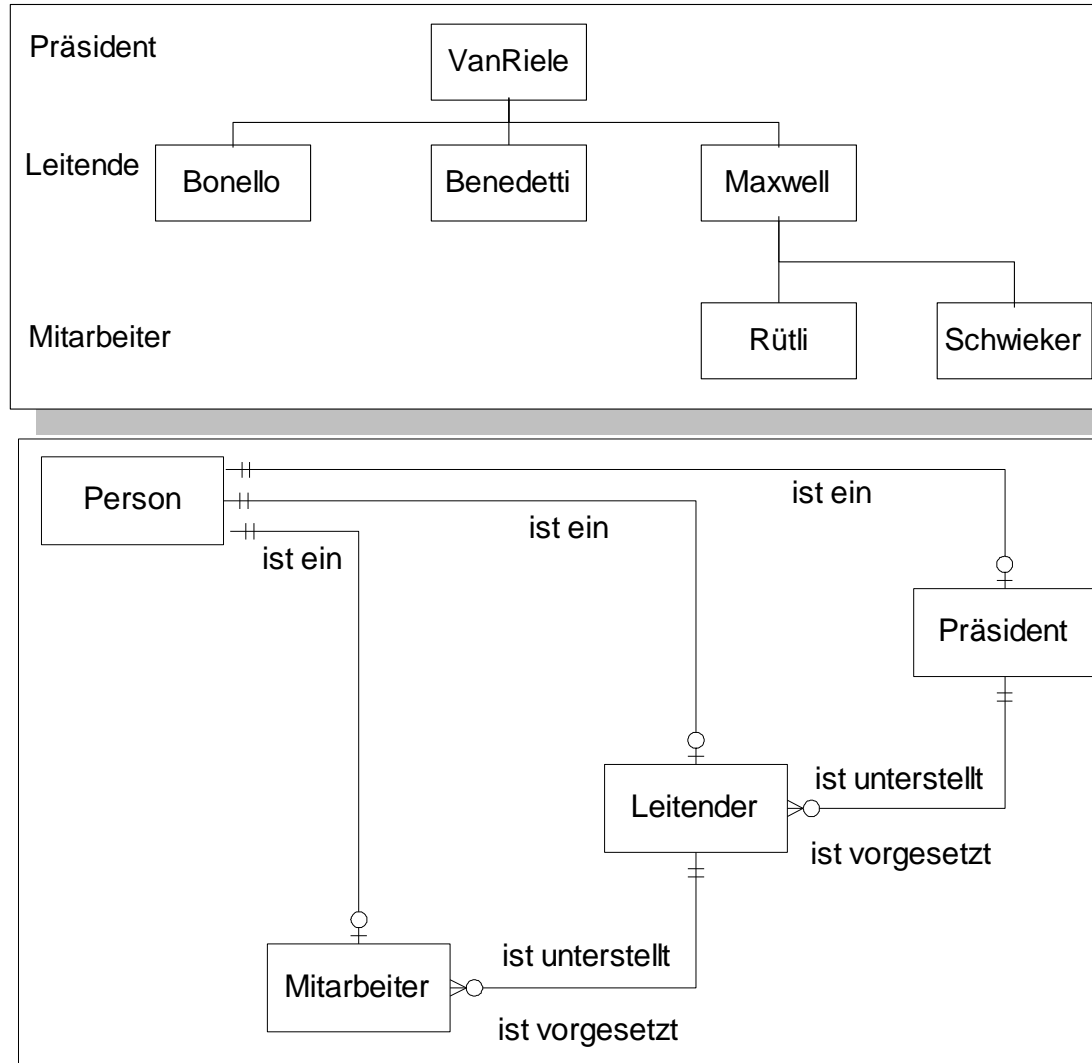 Präsident
VanRiele
Leitende
Bonello
Benedetti
Maxwell
Mitarbeiter
Rütli
Schwieker
Person
ist ein
ist ein
ist ein
Präsident
Leitender
ist unterstellt
ist vorgesetzt
Mitarbeiter
ist unterstellt
ist vorgesetzt